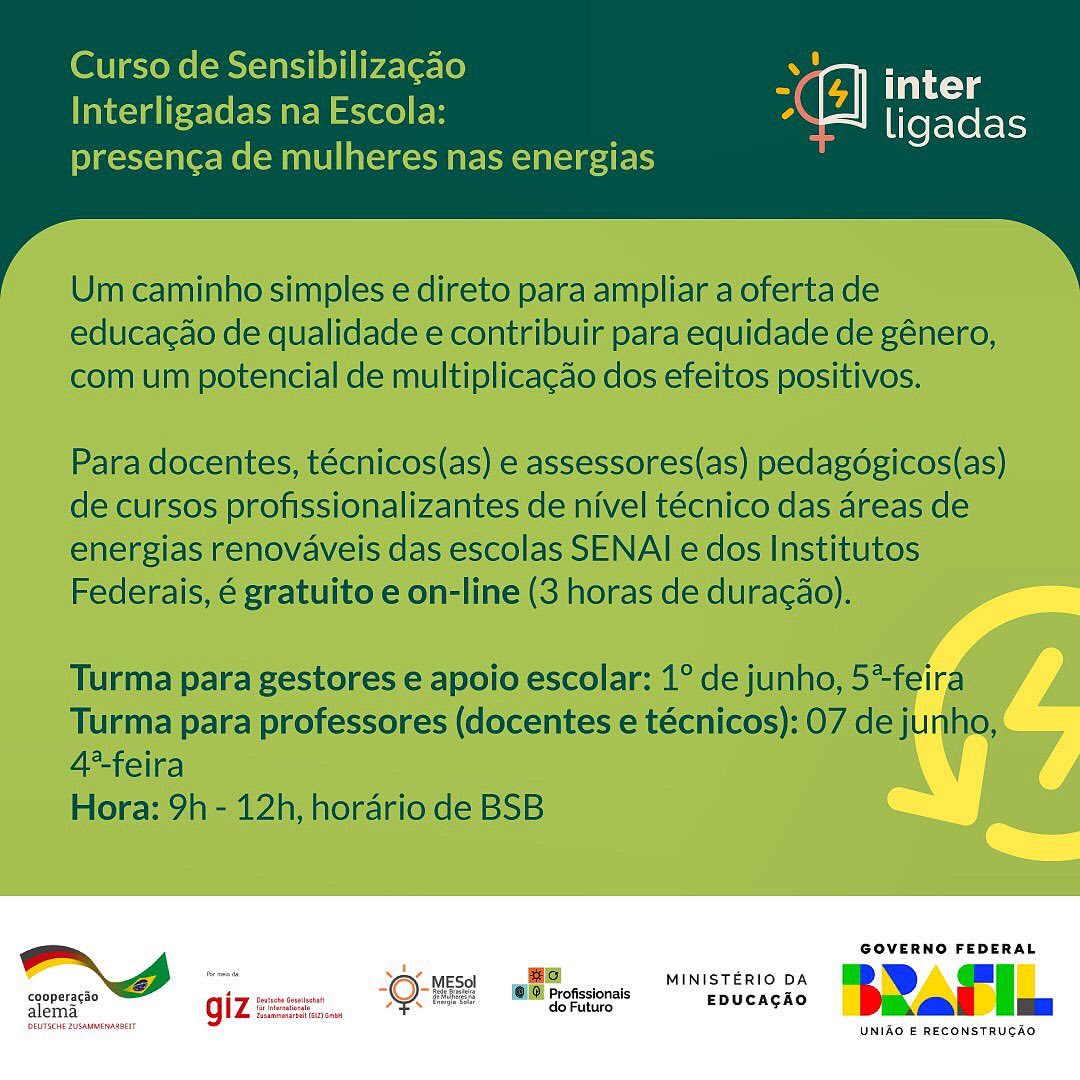 Curso de Sensibilização
Interligadas na Escola:
presença de mulheres nas energias
inter
ligadas
Um caminho simples e direto para ampliar a oferta de
educação de qualidade e contribuir para equidade de gênero,
com um potencial de multiplicação dos efeitos positivos.
Para docentes, técnicos(as) e assessores(as) pedagógicos(as)
de cursos profissionalizantes de nível técnico das áreas de
energias renováveis das escolas SENAI e dos Institutos
Federais, é gratuito e on-line (3 horas de duração).
Turma para gestores e apoio escolar: 1º de junho, 5ª-feira
Turma para professores (docentes e técnicos): 07 de junho,
4ª-feira
Hora: 9h - 12h, horário de BSB
cooperação
alemã
DEUTSCHE ZUSAMMENARBEIT
Por meio da:
giz
Deutsche Gesellschaft
für Internationale
Zusammenarbeit (GIZ) GmbH
MESol
Rede Brasileira
de Mulheres na
Energia Solar
Profissionais
do Futuro
MINISTÉRIO DA
EDUCAÇÃO
GOVERNO FEDERAL
BRASIL
UNIÃO E RECONSTRUÇÃO